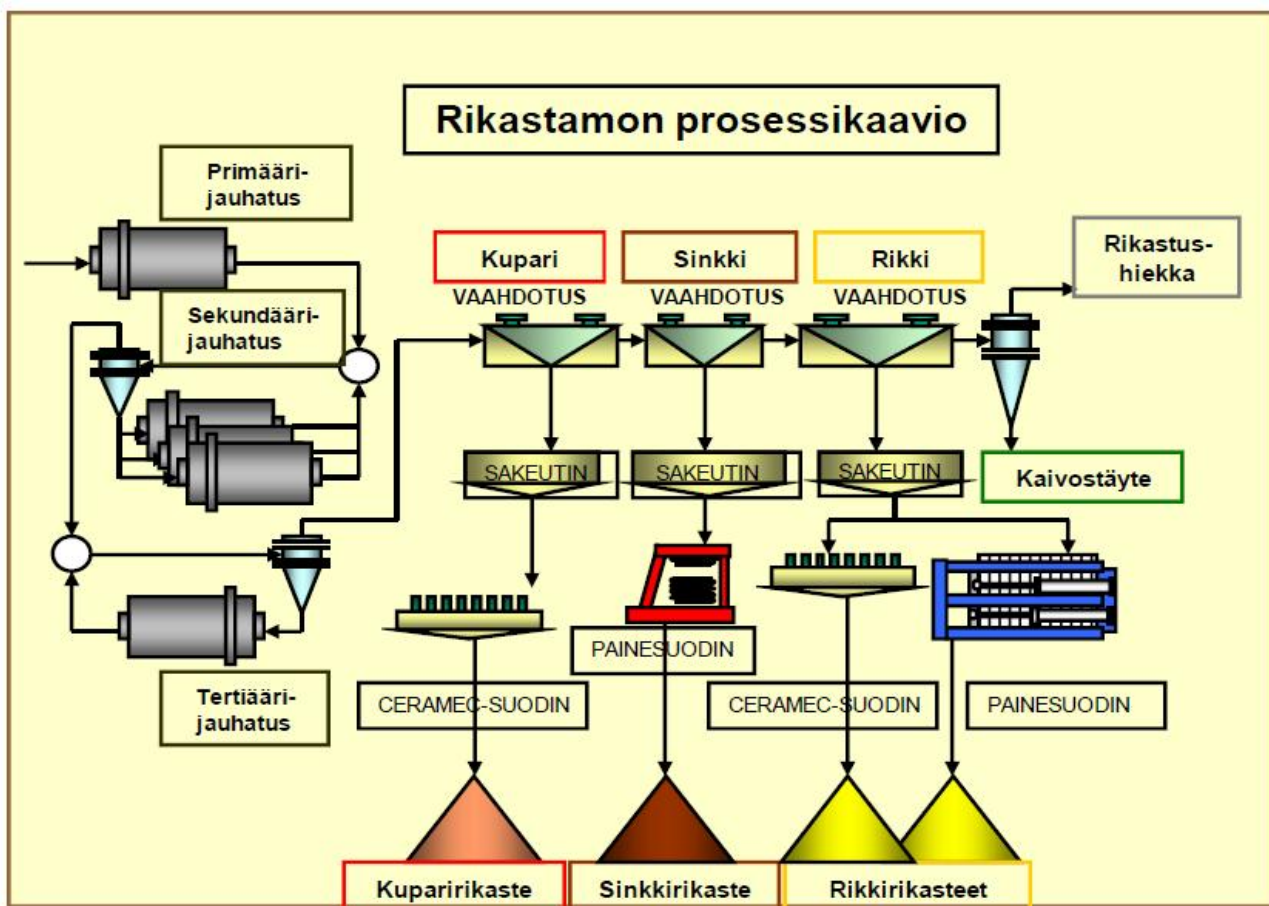 Rikastamon prosessikaavio
Primääri-
jauhatus
Sekundääri-
jauhatus
Tertiääri-
jauhatus
Kupari
VAAHDOTUS
Sinkki
VAAHDOTUS
Rikki
VAAHDOTUS
Rikastus-
hiekka
SAKEUTIN
SAKEUTIN
SAKEUTIN
Kaivostäyte
PAINESUODIN
CERAMEC-SUODIN
CERAMEC-SUODIN
PAINESUODIN
Kuparirikaste
Sinkkirikaste
Rikkirikasteet